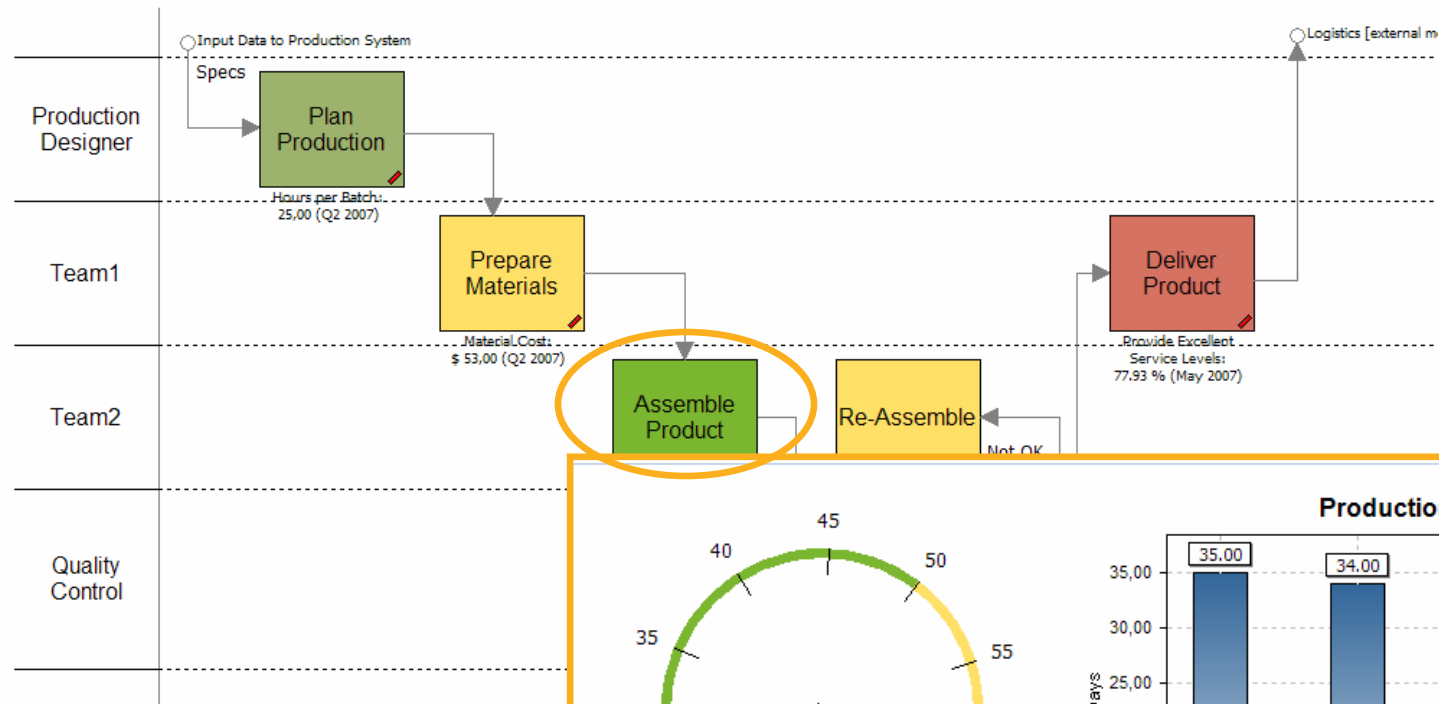 Input Data to Production System
Logistics [external
Specs
Production
Designer
Plan
Production
Hours per Batch:
25,00 (Q2 2007)
Team1
Prepare
Materials
Material Cost:
$ 53,00 (Q2 2007)
Deliver
Product
Provide Excellent
Service Levels:
77.93 % (May 2007)
Team2
Assemble
Product
Re-Assemble
Not OK
Quality
Control
35
40
45
50
55
35.00
34.00
35,00
30,00
25,00